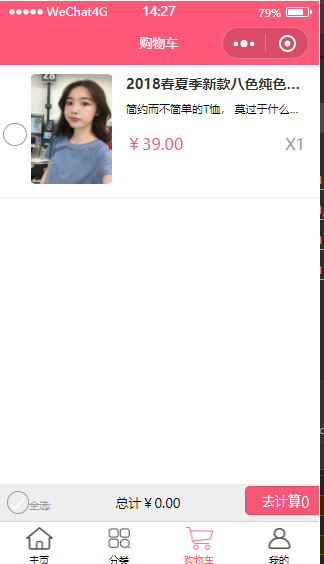 WeChat4G 14:27 79%
购物车
2018春夏季新款八色纯色...
简约而不简单的T恤， 莫过于什么...
￥39.00 X1
全选:
总计￥0.00
去计算()
主页 分类 购物车 我的